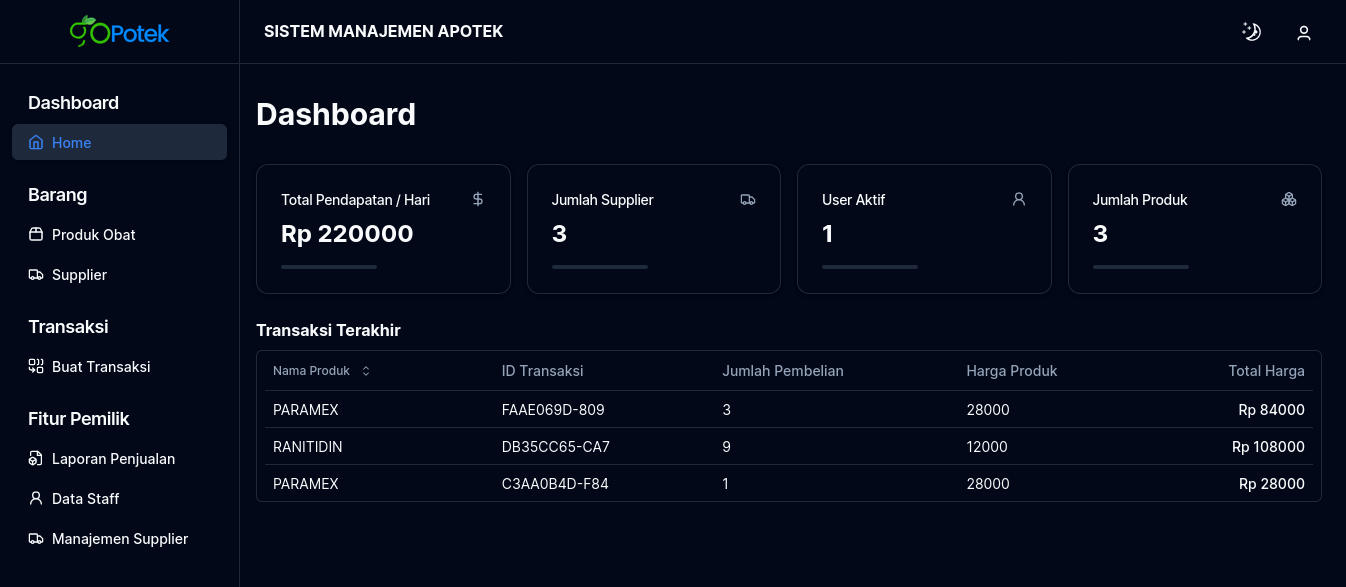 gOPotek
SISTEM MANAJEMEN APOTEK
Dashboard
Home
Barang
Produk Obat
Supplier
Transaksi
Buat Transaksi
Fitur Pemilik
Laporan Penjualan
Data Staff
Manajemen Supplier
Dashboard
Total Pendapatan / Hari
Rp 220000
Jumlah Supplier
3
User Aktif
1
Jumlah Produk
3
Transaksi Terakhir
Nama Produk ID Transaksi Jumlah Pembelian Harga Produk Total Harga
PARAMEX FAAE069D-809 3 28000 Rp 84000
RANITIDIN DB35CC65-CA7 9 12000 Rp 108000
PARAMEX C3AA0B4D-F84 1 28000 Rp 28000